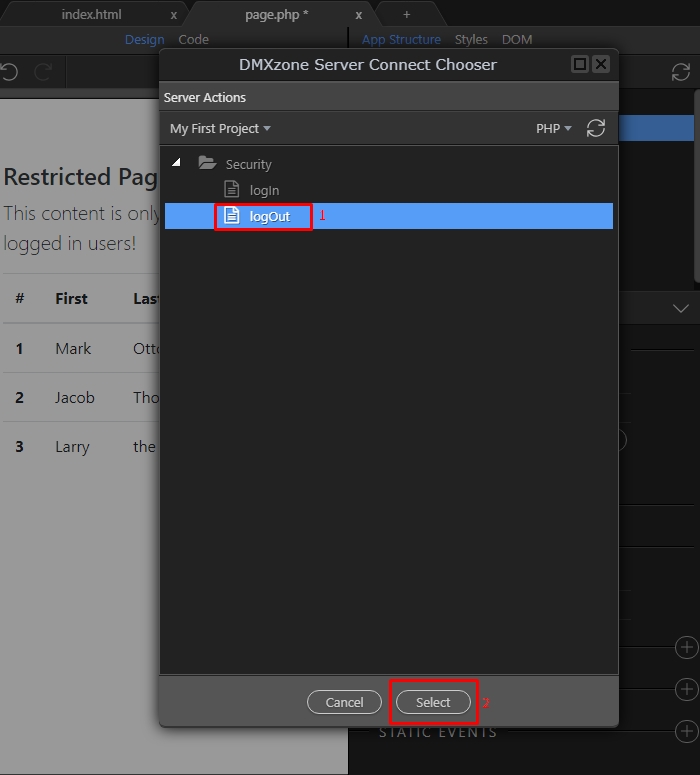 index.html x page.php * x +
Design Code App Structure Styles DOM
DMXzone Server Connect Chooser
Server Actions
My First Project PHP
Security
logIn
logOut 1
Restricted Pag
This content is only
logged in users!
# First Las
1 Mark Otto
2 Jacob Tho
3 Larry the
Cancel Select 2
STATIC EVENTS